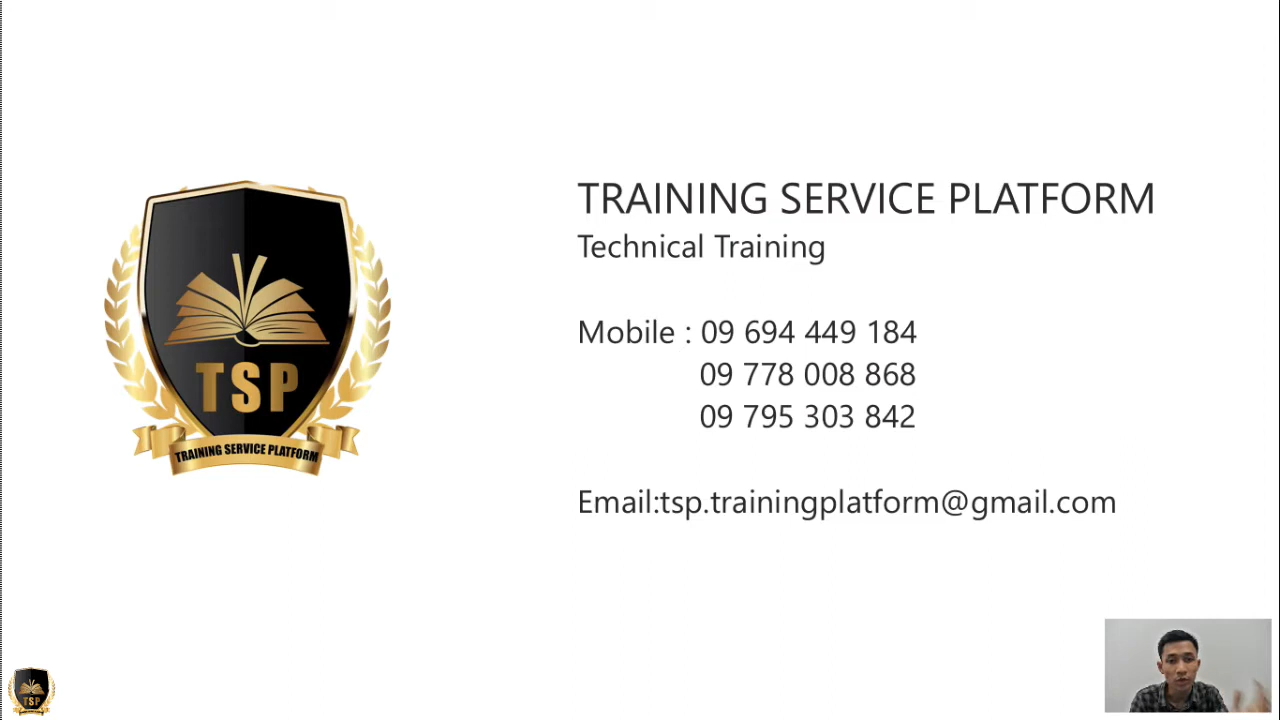 TRAINING SERVICE PLATFORM
Technical Training
Mobile : 09 694 449 184
09 778 008 868
09 795 303 842
Email:tsp.trainingplatform@gmail.com
TSP
TRAINING SERVICE PLATFORM
TSP